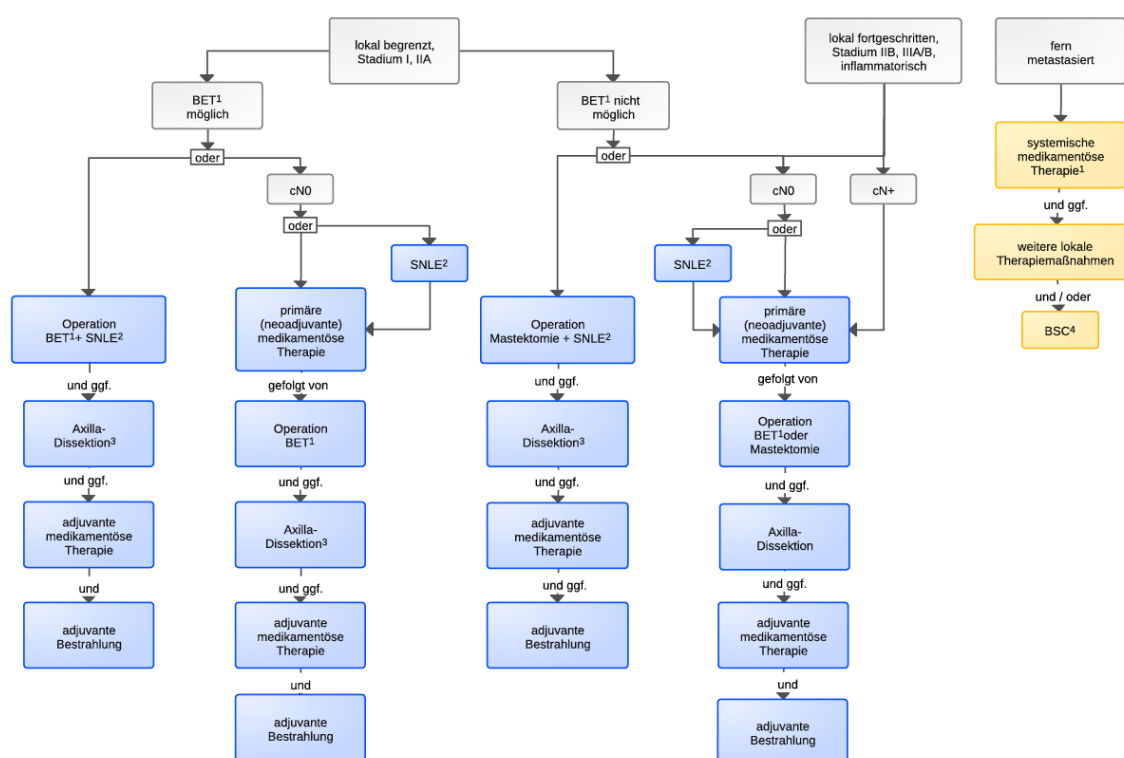 lokal begrenzt,
Stadium I, IIA
lokal fortgeschritten,
Stadium IIB, IIIA/B,
inflammatorisch
fern
metastasiert
BET¹
möglich
BET¹ nicht
möglich
oder
oder
systemische
medikamentöse
Therapie¹
cN0
cN0
cN+
und ggf.
oder
oder
SNLE²
SNLE²
weitere lokale
Therapiemaßnahmen
und / oder
BSC⁴
Operation
BET¹+ SNLE²
primäre
(neoadjuvante)
medikamentöse
Therapie
Operation
Mastektomie + SNLE²
primäre
(neoadjuvante)
medikamentöse
Therapie
und ggf.
gefolgt von
und ggf.
gefolgt von
Axilla-
Dissektion³
Operation
BET¹
Axilla-
Dissektion³
Operation
BET¹oder
Mastektomie
und ggf.
und ggf.
und ggf.
und ggf.
adjuvante
medikamentöse
Therapie
Axilla-
Dissektion³
adjuvante
medikamentöse
Therapie
Axilla-
Dissektion
und
und ggf.
und ggf.
und ggf.
adjuvante
Bestrahlung
adjuvante
medikamentöse
Therapie
adjuvante
Bestrahlung
adjuvante
medikamentöse
Therapie
und
und
adjuvante
Bestrahlung
adjuvante
Bestrahlung